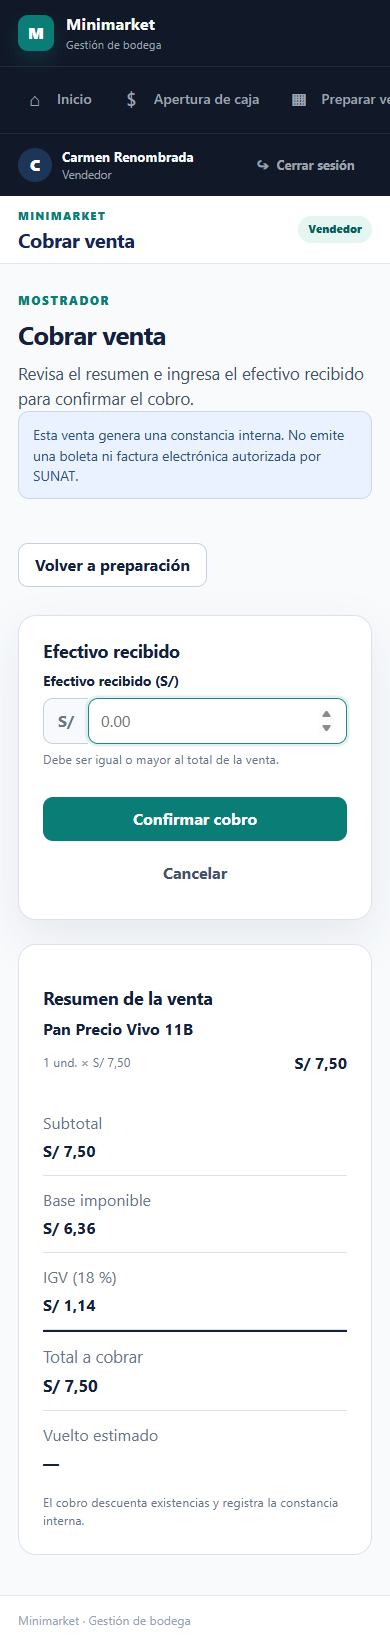 M
Minimarket
Gestión de bodega
Inicio
$ Apertura de caja
Preparar ve
C
Carmen Renombrada
Vendedor
Cerrar sesión
MINIMARKET
Cobrar venta
Vendedor
MOSTRADOR
Cobrar venta
Revisa el resumen e ingresa el efectivo recibido
para confirmar el cobro.
Esta venta genera una constancia interna. No emite
una boleta ni factura electrónica autorizada por
SUNAT.
Volver a preparación
Efectivo recibido
Efectivo recibido (S/)
S/ 0.00
Debe ser igual o mayor al total de la venta.
Confirmar cobro
Cancelar
Resumen de la venta
Pan Precio Vivo 11B
1 und. × S/ 7,50 S/ 7,50
Subtotal
S/ 7,50
Base imponible
S/ 6,36
IGV (18 %)
S/ 1,14
Total a cobrar
S/ 7,50
Vuelto estimado
—
El cobro descuenta existencias y registra la constancia
interna.
Minimarket · Gestión de bodega